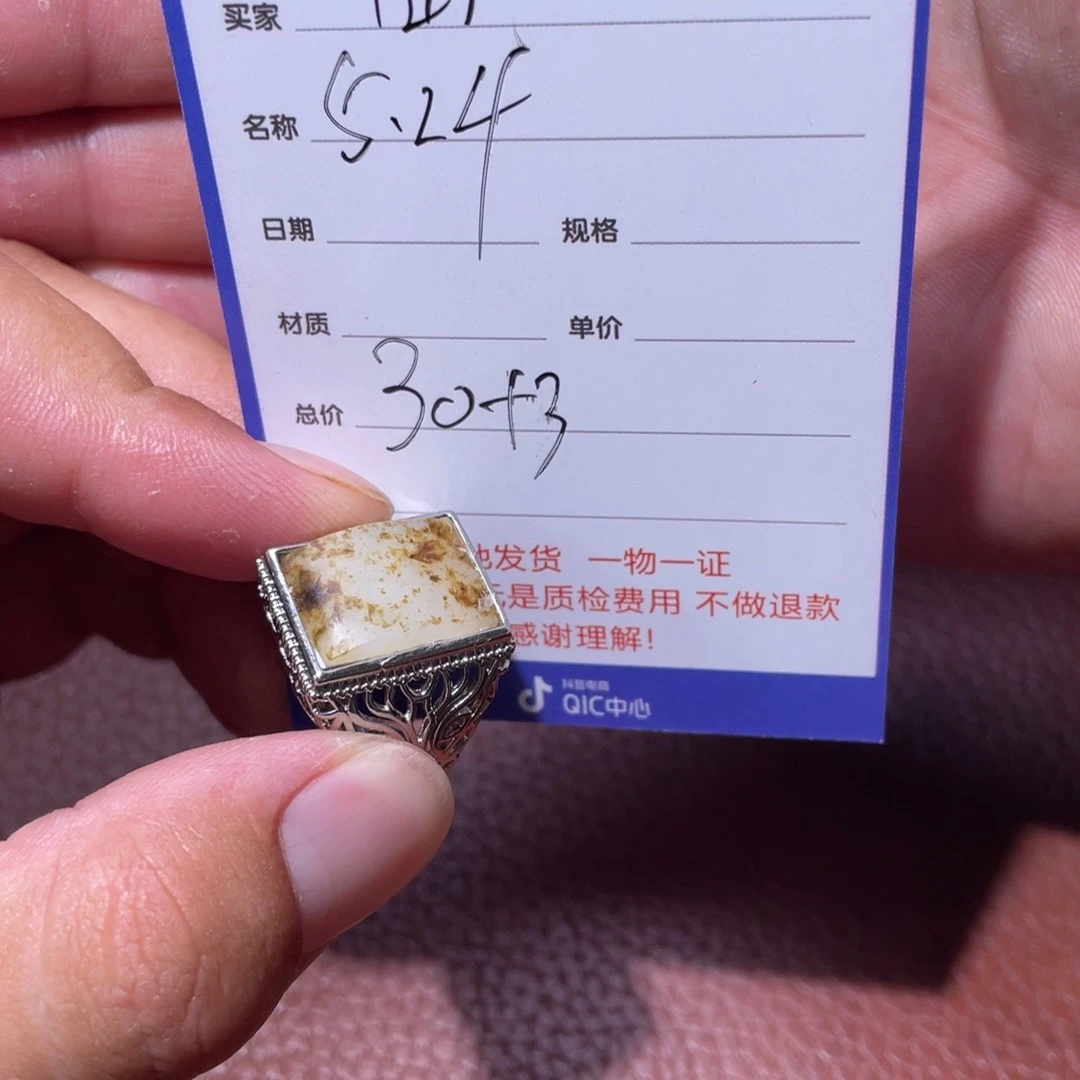 买家
名称 5.24
日期 规格
材质 单价
总价 30+3
发货 一物一证
是质检费用 不做退款
感谢理解!
抖音电商
QIC中心